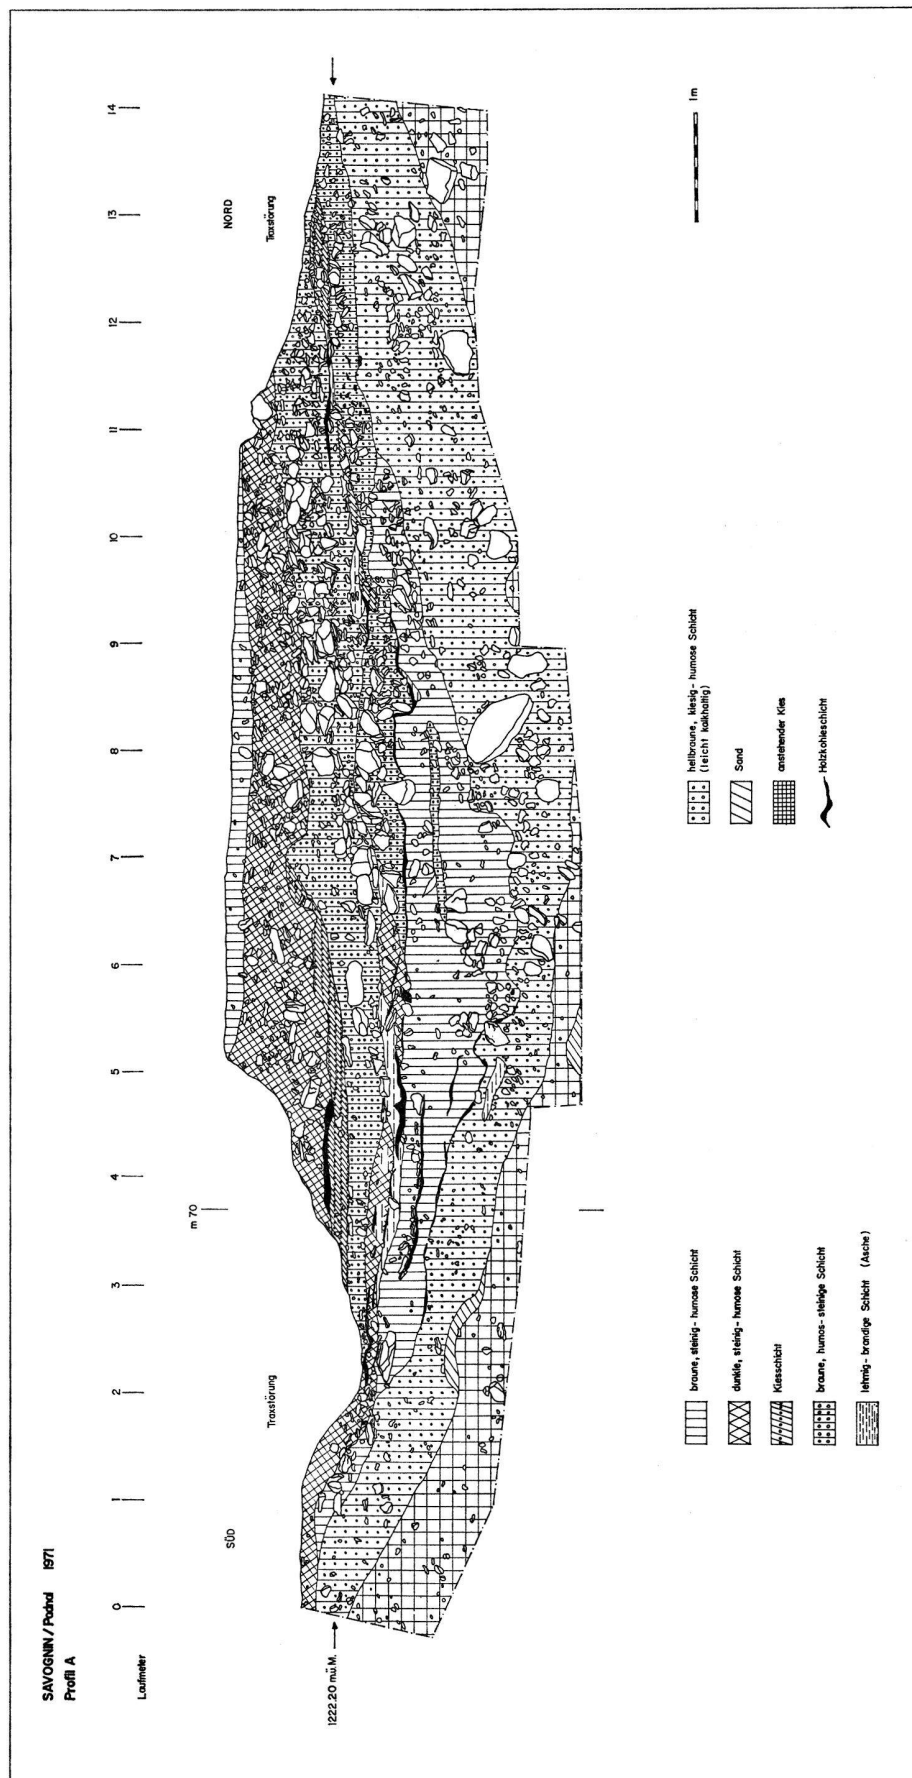 SAVOGNIN / Padnal 1971
Profil A
Laufmeter
0 1 2 3 4 5 6 7 8 9 10 11 12 13 14
m 70
SÜD
NORD
Traxstörung
Traxstörung
1222.20 m.ü.M.
1m
braune, steinig-humose Schicht
dunkle, steinig-humose Schicht
Kiesschicht
braune, humos-steinige Schicht
lehmig-brandige Schicht (Asche)
hellbraune, kiesig-humose Schicht
(leicht kalkhaltig)
Sand
anstehender Kies
Holzkohleschicht